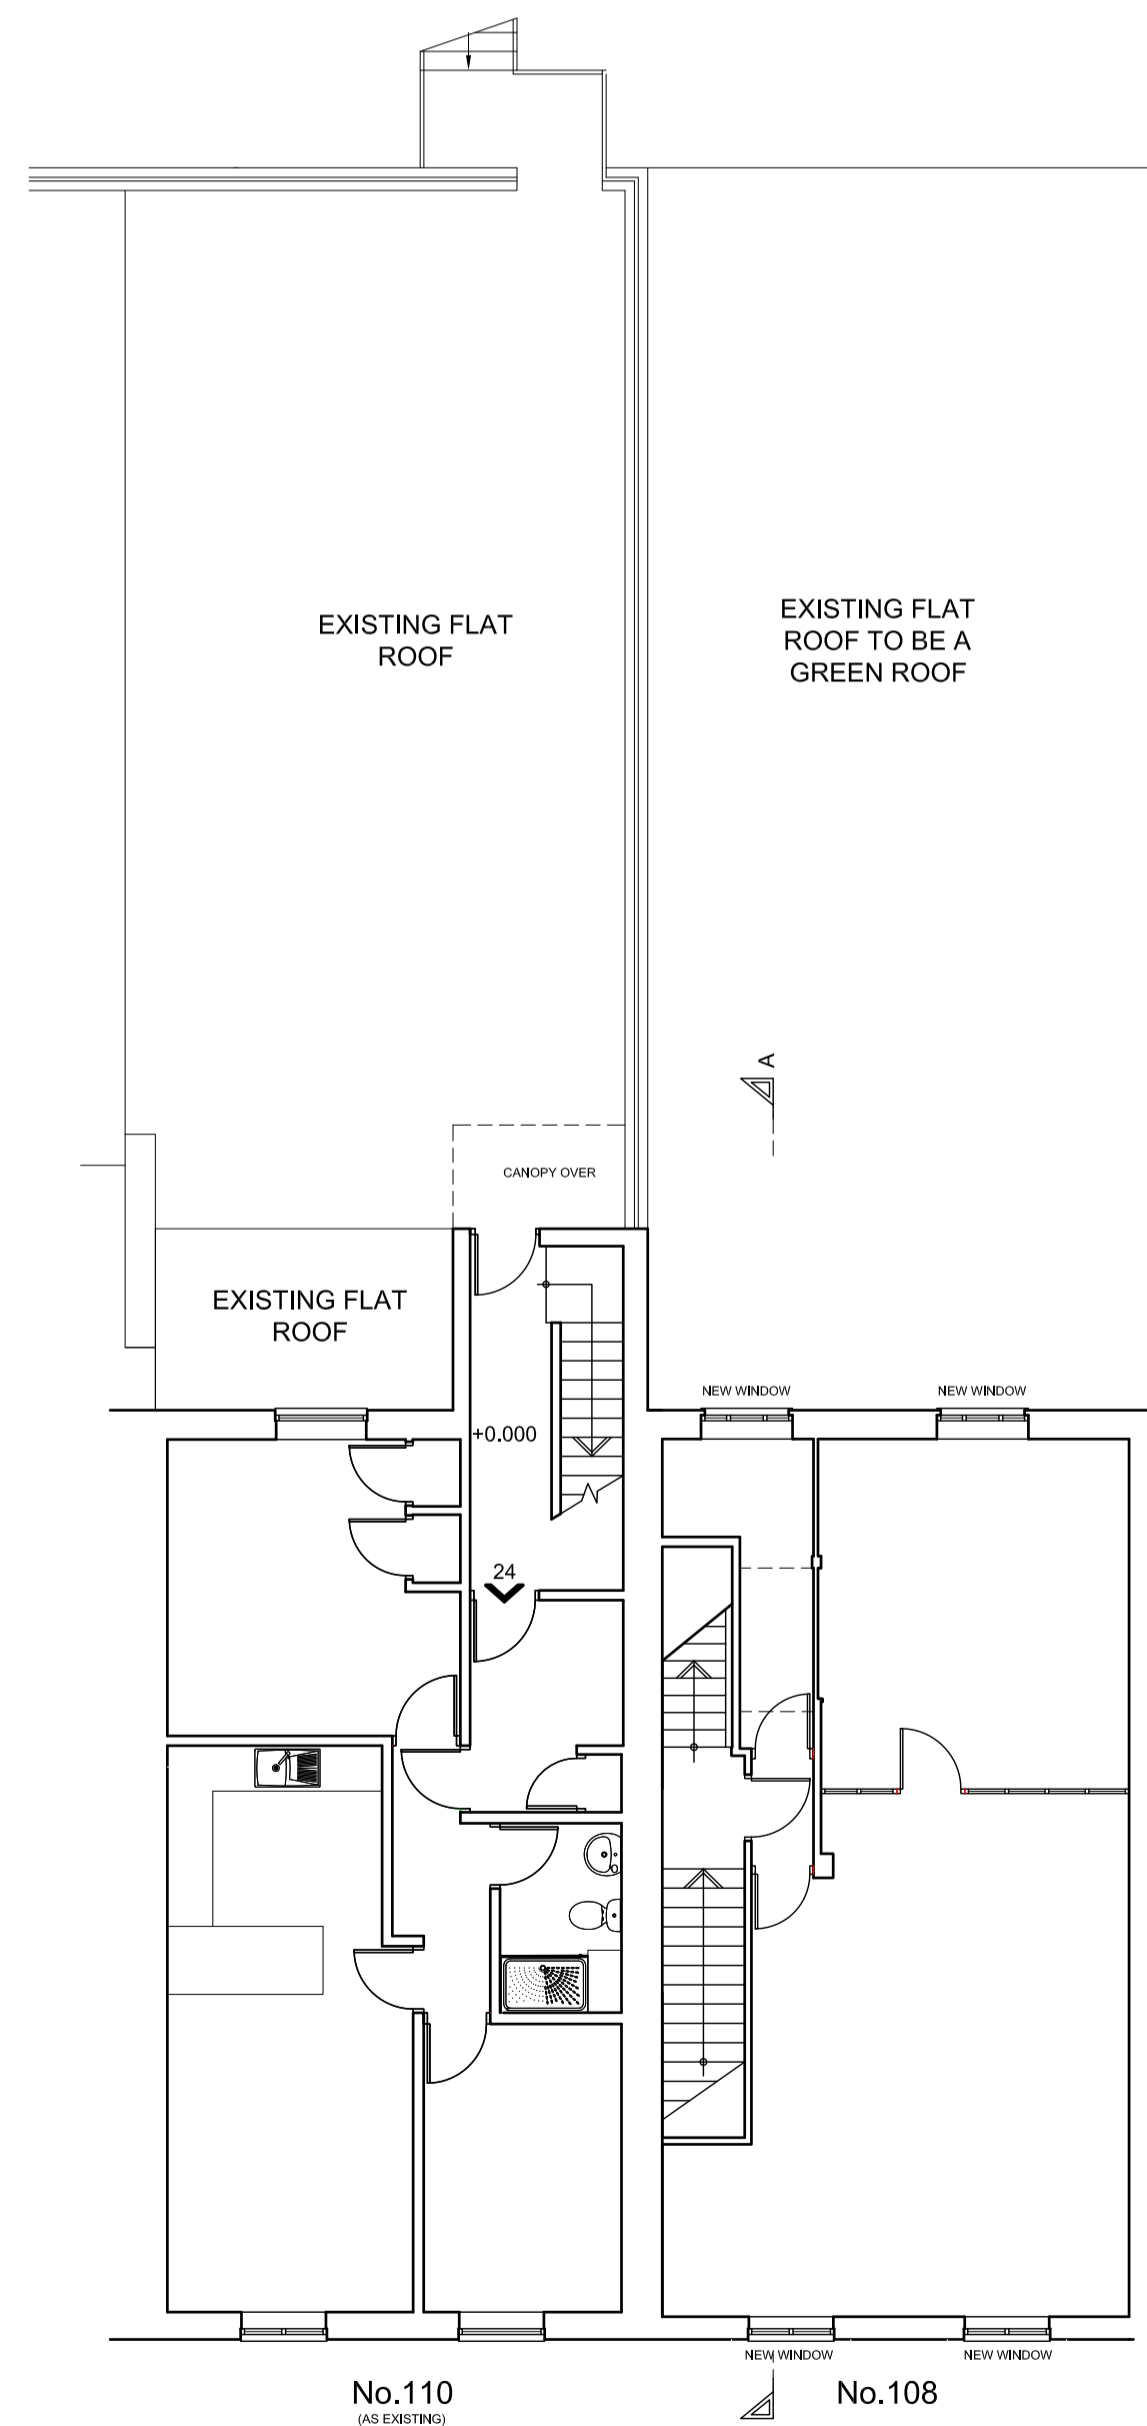 EXISTING FLAT
ROOF
EXISTING FLAT
ROOF TO BE A
GREEN ROOF
A
CANOPY OVER
EXISTING FLAT
ROOF
NEW WINDOW
NEW WINDOW
+0.000
24
NEW WINDOW
NEW WINDOW
No.110
(AS EXISTING)
No.108